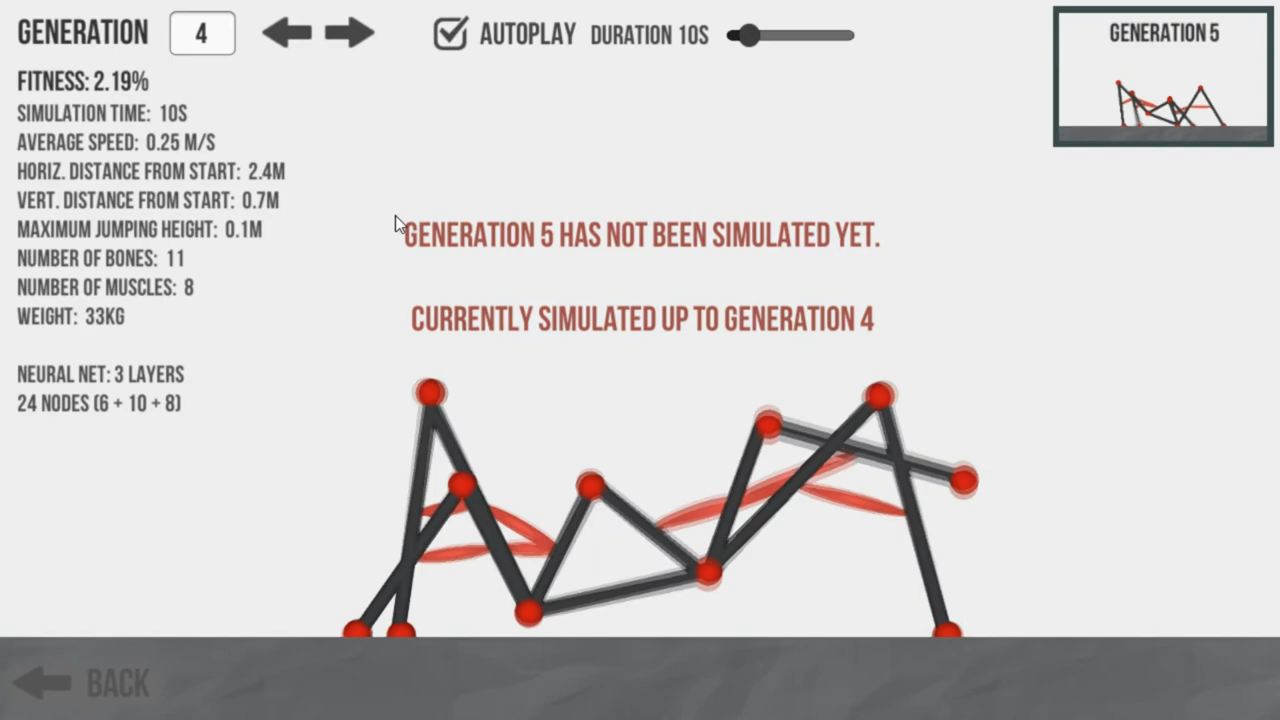 GENERATION 4
AUTOPLAY DURATION 10S
GENERATION 5
FITNESS: 2.19%
SIMULATION TIME: 10S
AVERAGE SPEED: 0.25 M/S
HORIZ. DISTANCE FROM START: 2.4M
VERT. DISTANCE FROM START: 0.7M
MAXIMUM JUMPING HEIGHT: 0.1M
NUMBER OF BONES: 11
NUMBER OF MUSCLES: 8
WEIGHT: 33KG
NEURAL NET: 3 LAYERS
24 NODES (6 + 10 + 8)
GENERATION 5 HAS NOT BEEN SIMULATED YET.
CURRENTLY SIMULATED UP TO GENERATION 4
BACK